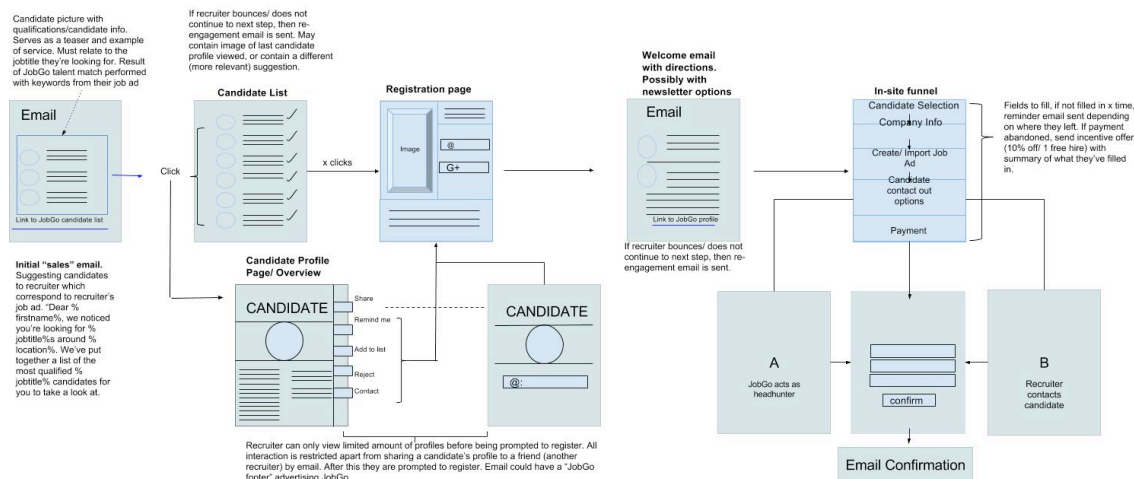 Candidate picture with
qualifications/candidate info.
Serves as a teaser and example
of service. Must relate to the
jobtitle they're looking for. Result
of JobGo talent match performed
with keywords from their job ad
Email
Link to JobGo candidate list
Initial "sales" email.
Suggesting candidates
to recruiter which
correspond to recruiter's
job ad. "Dear %
firstname%, we noticed
you're looking for %
jobtitle%s around %
location%. We've put
together a list of the
most qualified %
jobtitle% candidates for
you to take a look at.
Click
If recruiter bounces/ does not
continue to next step, then re-
engagement email is sent. May
contain image of last candidate
profile viewed, or contain a different
(more relevant) suggestion.
Candidate List
x clicks
Registration page
Image
@
G+
Candidate Profile
Page/ Overview
CANDIDATE
Share
Remind me
Add to list
Reject
Contact
CANDIDATE
@:
Recruiter can only view limited amount of profiles before being prompted to register. All
interaction is restricted apart from sharing a candidate's profile to a friend (another
recruiter) by email. After this they are prompted to register. Email could have a "JobGo
footer" advertising JobGo
Welcome email
with directions.
Possibly with
newsletter options
Email
Link to JobGo profile
If recruiter bounces/ does not
continue to next step, then re-
engagement email is sent.
In-site funnel
Candidate Selection
Company Info
Create/ Import Job
Ad
Candidate
contact out
options
Payment
Fields to fill, if not filled in x time,
reminder email sent depending
on where they left. If payment
abandoned, send incentive offer
(10% off/ 1 free hire) with
summary of what they've filled
in.
A
JobGo acts as
headhunter
confirm
B
Recruiter
contacts
candidate
Email Confirmation